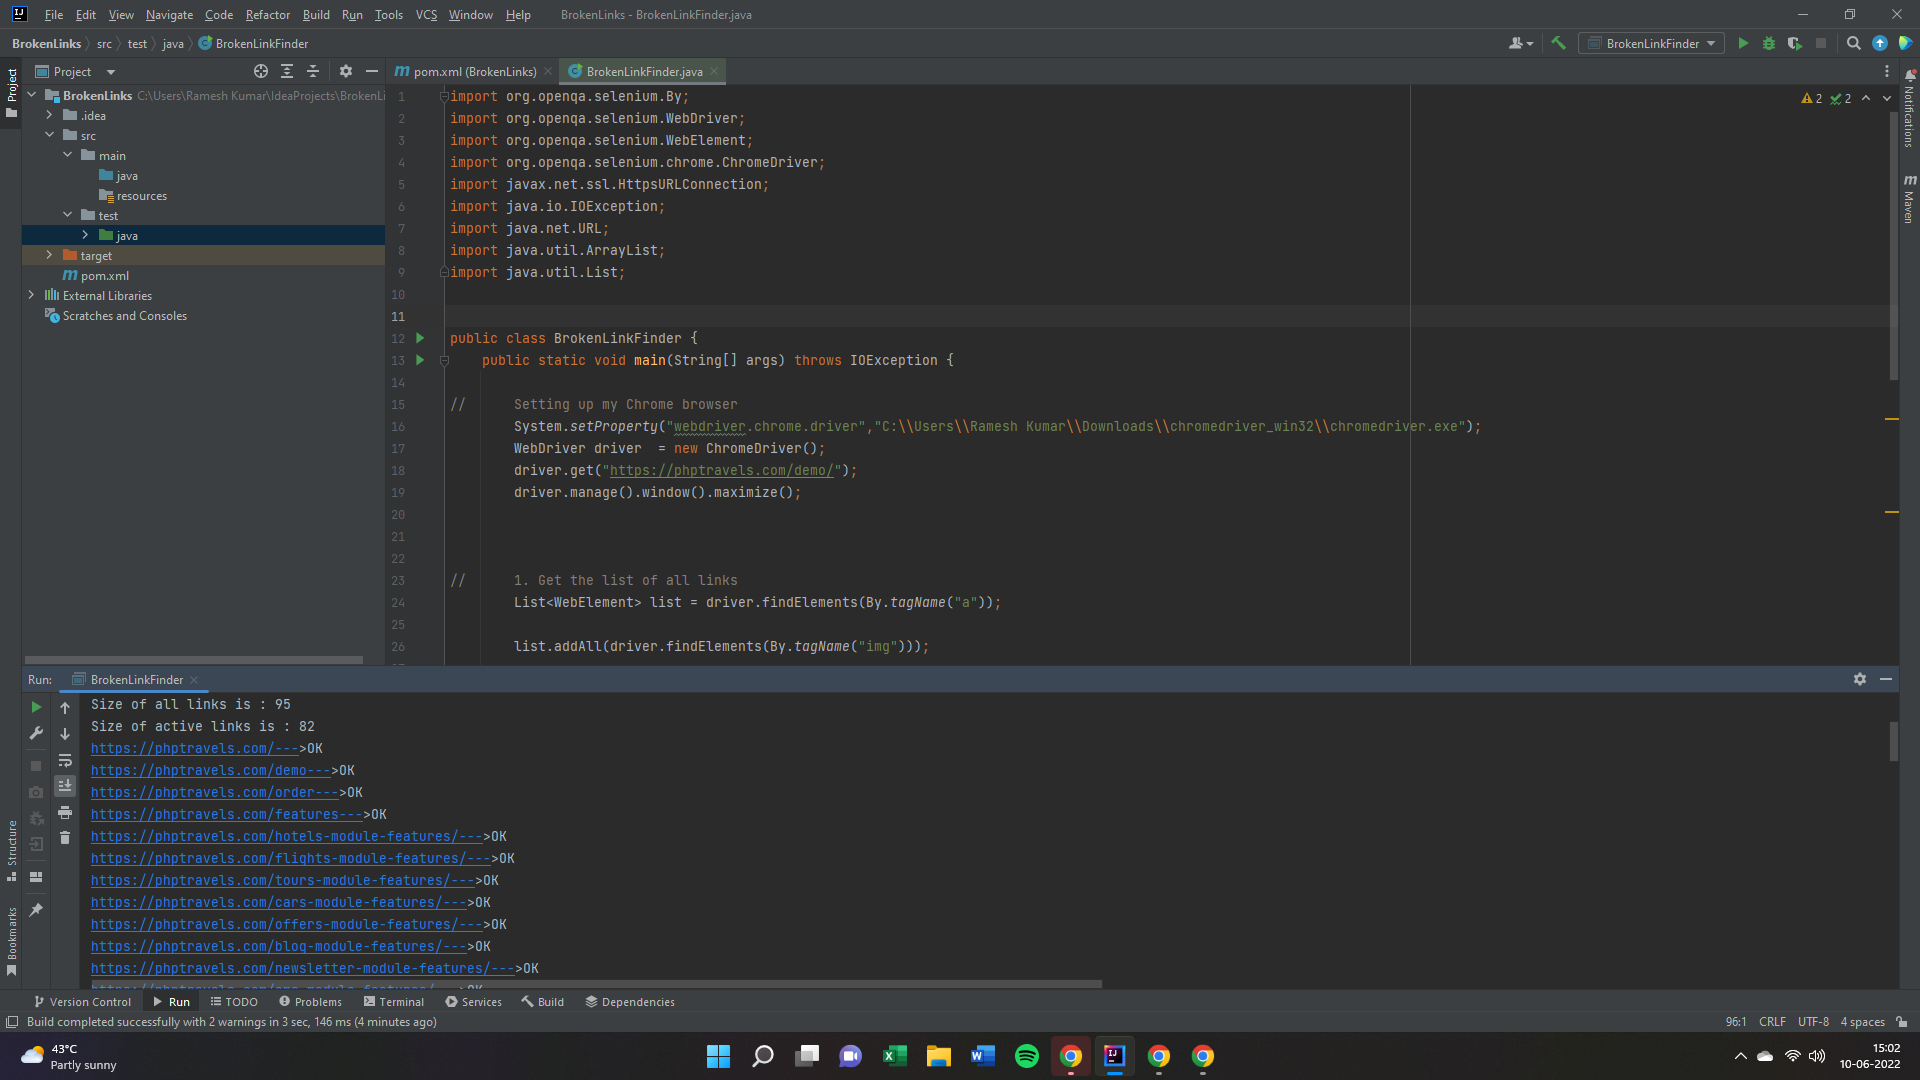 File Edit View Navigate Code Refactor Build Run Tools VCS Window Help BrokenLinks - BrokenLinkFinder.java
BrokenLinks src test java BrokenLinkFinder
BrokenLinkFinder
Project
pom.xml (BrokenLinks) BrokenLinkFinder.java
Project
Structure
Bookmarks
Notifications
Maven
BrokenLinks C:\Users\Ramesh Kumar\IdeaProjects\BrokenLi
.idea
src
main
java
resources
test
java
target
pom.xml
External Libraries
Scratches and Consoles
2 2
1 import org.openqa.selenium.By;
2 import org.openqa.selenium.WebDriver;
3 import org.openqa.selenium.WebElement;
4 import org.openqa.selenium.chrome.ChromeDriver;
5 import javax.net.ssl.HttpsURLConnection;
6 import java.io.IOException;
7 import java.net.URL;
8 import java.util.ArrayList;
9 import java.util.List;
10
11
12 public class BrokenLinkFinder {
13 public static void main(String[] args) throws IOException {
14
15 // Setting up my Chrome browser
16 System.setProperty("webdriver.chrome.driver","C:\\Users\\Ramesh Kumar\\Downloads\\chromedriver_win32\\chromedriver.exe");
17 WebDriver driver  = new ChromeDriver();
18 driver.get("https://phptravels.com/demo/");
19 driver.manage().window().maximize();
20
21
22
23 // 1. Get the list of all links
24 List<WebElement> list = driver.findElements(By.tagName("a"));
25
26 list.addAll(driver.findElements(By.tagName("img")));
Run: BrokenLinkFinder
Size of all links is : 95
Size of active links is : 82
https://phptravels.com/--->OK
https://phptravels.com/demo--->OK
https://phptravels.com/order--->OK
https://phptravels.com/features--->OK
https://phptravels.com/hotels-module-features/--->OK
https://phptravels.com/flights-module-features/--->OK
https://phptravels.com/tours-module-features/--->OK
https://phptravels.com/cars-module-features/--->OK
https://phptravels.com/offers-module-features/--->OK
https://phptravels.com/blog-module-features/--->OK
https://phptravels.com/newsletter-module-features/--->OK
Version Control Run TODO Problems Terminal Services Build Dependencies
Build completed successfully with 2 warnings in 3 sec, 146 ms (4 minutes ago)
96:1 CRLF UTF-8 4 spaces
43°C
Partly sunny
15:02
10-06-2022